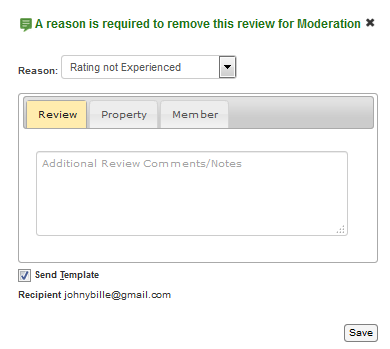 A reason is required to remove this review for Moderation
Reason: Rating not Experienced
Review Property Member
Additional Review Comments/Notes
Send Template
Recipient johnybille@gmail.com
Save